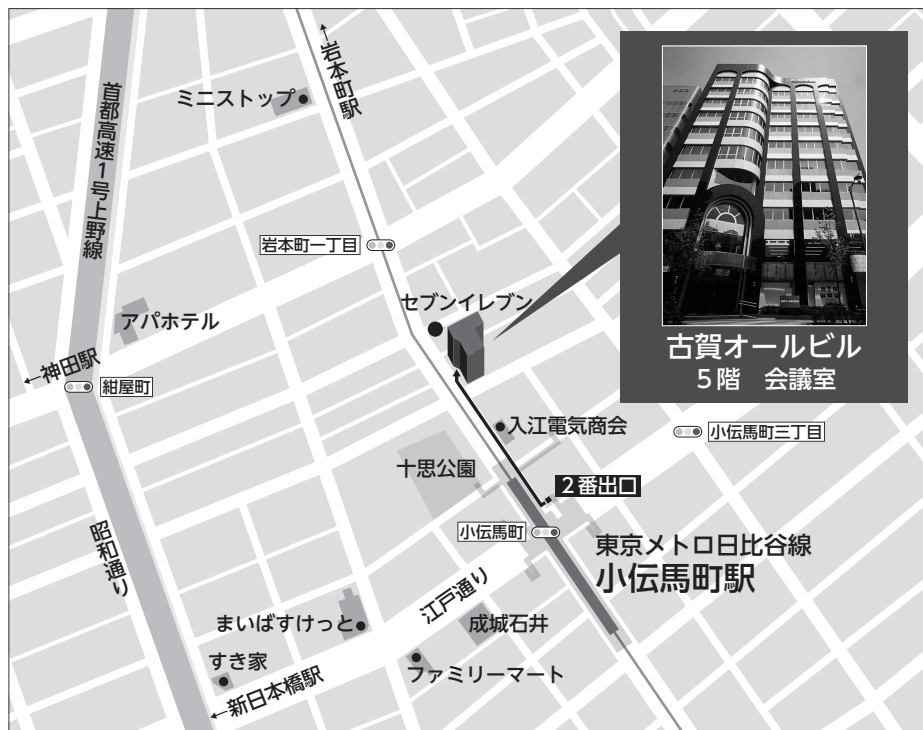 ↑岩本町駅
ミニストップ
首都高速1号上野線
岩本町一丁目
セブンイレブン
アパホテル
古賀オールビル
5階 会議室
←神田駅
紺屋町
入江電気商会
小伝馬町三丁目
十思公園
2番出口
小伝馬町
東京メトロ日比谷線
小伝馬町駅
昭和通り
江戸通り
まいばすけっと
成城石井
すき家
ファミリーマート
←新日本橋駅